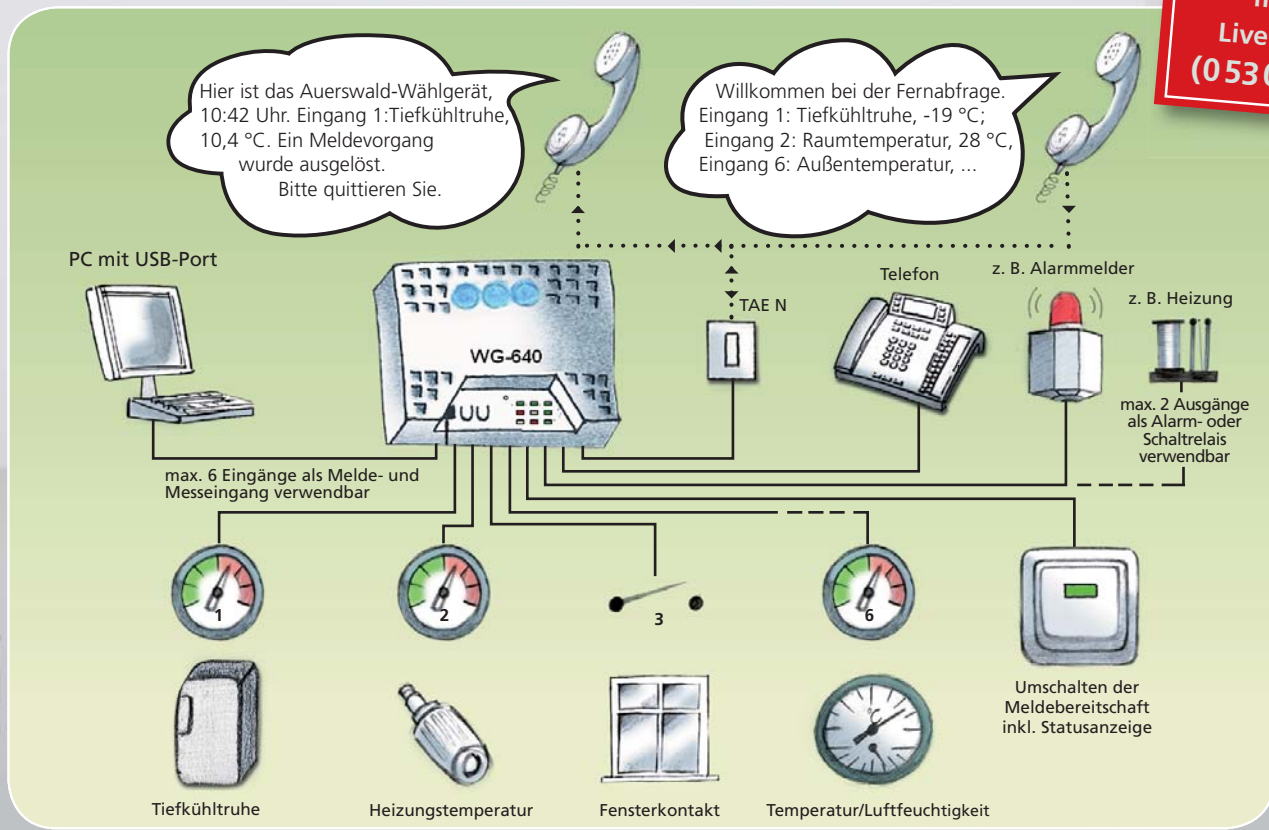 Live
(0 53 0
Hier ist das Auerswald-Wählgerät,
10:42 Uhr. Eingang 1:Tiefkühltruhe,
10,4 °C. Ein Meldevorgang
wurde ausgelöst.
Bitte quittieren Sie.
Willkommen bei der Fernabfrage.
Eingang 1: Tiefkühltruhe, -19 °C;
Eingang 2: Raumtemperatur, 28 °C,
Eingang 6: Außentemperatur, ...
PC mit USB-Port
WG-640
TAE N
Telefon
z. B. Alarmmelder
z. B. Heizung
max. 2 Ausgänge
als Alarm- oder
Schaltrelais
verwendbar
max. 6 Eingänge als Melde- und
Messeingang verwendbar
1
2
3
6
°C
Umschalten der
Meldebereitschaft
inkl. Statusanzeige
Tiefkühltruhe
Heizungstemperatur
Fensterkontakt
Temperatur/Luftfeuchtigkeit